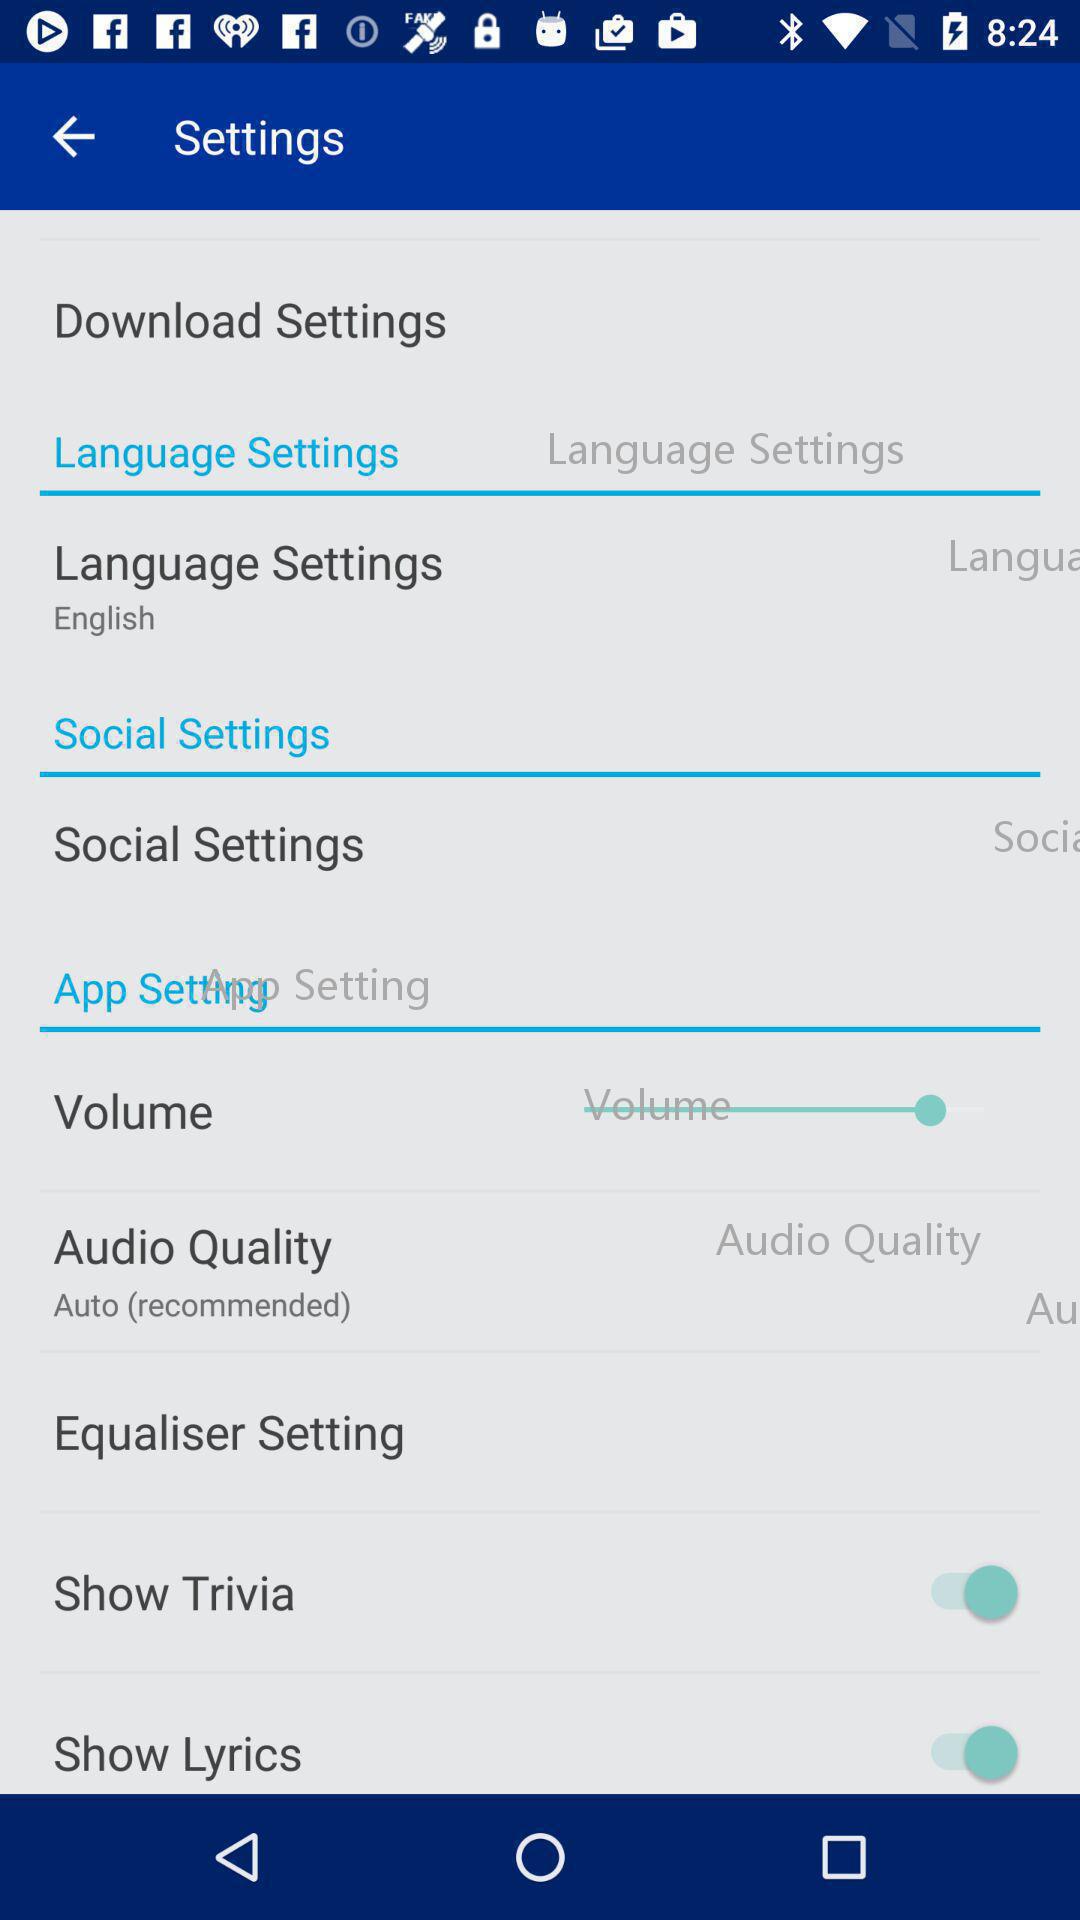 FAKE
8:24
Settings
Download Settings
Language Settings Language Settings
Language Settings Langua
English
Social Settings
Social Settings Socia
App Setting App Setting
Volume Volume
Audio Quality Audio Quality
Auto (recommended) Au
Equaliser Setting
Show Trivia
Show Lyrics